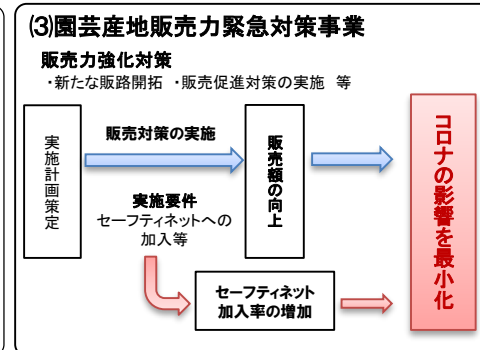 (3)園芸産地販売力緊急対策事業
販売力強化対策
・新たな販路開拓 ・販売促進対策の実施 等
実施計画策定
販売対策の実施
販売額の向上
コロナの影響を最小化
実施要件
セーフティネットへの
加入等
セーフティネット
加入率の増加